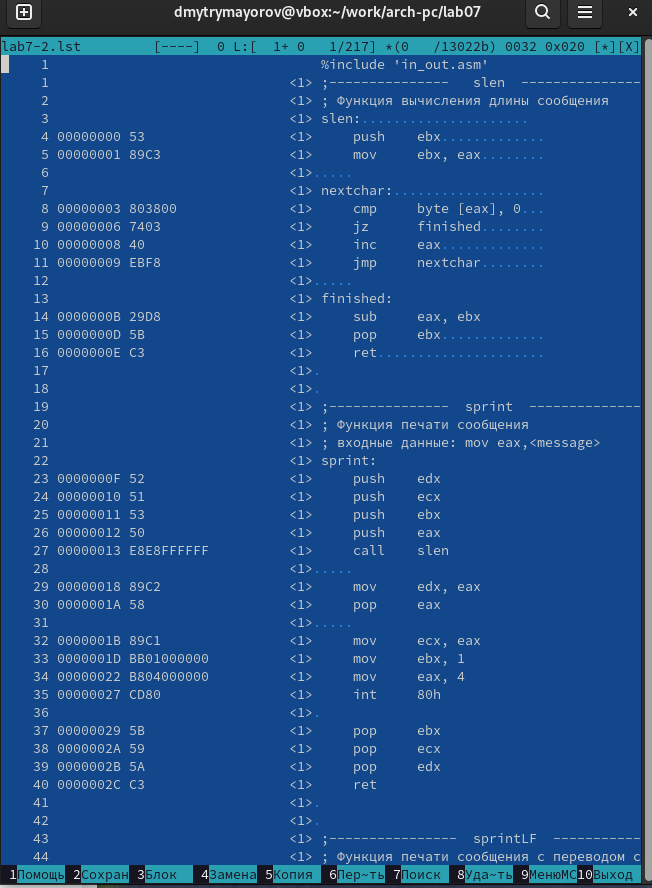 dmytrymayorov@vbox:~/work/arch-pc/lab07
lab7-2.lst [----] 0 L:[ 1+ 0 1/217] *(0 /13022b) 0032 0x020 [*][X]
1 %include 'in_out.asm'
1 <1> ;--------------- slen ---------------
2 <1> ; Функция вычисления длины сообщения
3 <1> slen:.....................
4 00000000 53 <1> push ebx.............
5 00000001 89C3 <1> mov ebx, eax........
6 <1>.....
7 <1> nextchar:...................
8 00000003 803800 <1> cmp byte [eax], 0...
9 00000006 7403 <1> jz finished........
10 00000008 40 <1> inc eax.............
11 00000009 EBF8 <1> jmp nextchar........
12 <1>.....
13 <1> finished:
14 0000000B 29D8 <1> sub eax, ebx
15 0000000D 5B <1> pop ebx.............
16 0000000E C3 <1> ret.....................
17 <1>.
18 <1>.
19 <1> ;--------------- sprint --------------
20 <1> ; Функция печати сообщения
21 <1> ; входные данные: mov eax,<message>
22 <1> sprint:
23 0000000F 52 <1> push edx
24 00000010 51 <1> push ecx
25 00000011 53 <1> push ebx
26 00000012 50 <1> push eax
27 00000013 E8E8FFFFFF <1> call slen
28 <1>.....
29 00000018 89C2 <1> mov edx, eax
30 0000001A 58 <1> pop eax
31 <1>.....
32 0000001B 89C1 <1> mov ecx, eax
33 0000001D BB01000000 <1> mov ebx, 1
34 00000022 B804000000 <1> mov eax, 4
35 00000027 CD80 <1> int 80h
36 <1>.
37 00000029 5B <1> pop ebx
38 0000002A 59 <1> pop ecx
39 0000002B 5A <1> pop edx
40 0000002C C3 <1> ret
41 <1>.
42 <1>.
43 <1> ;---------------- sprintLF -------------
44 <1> ; Функция печати сообщения с переводом с
1Помощь 2Сохран 3Блок 4Замена 5Копия 6Пер~ть 7Поиск 8Уда~ть 9МенюMC 10Выход